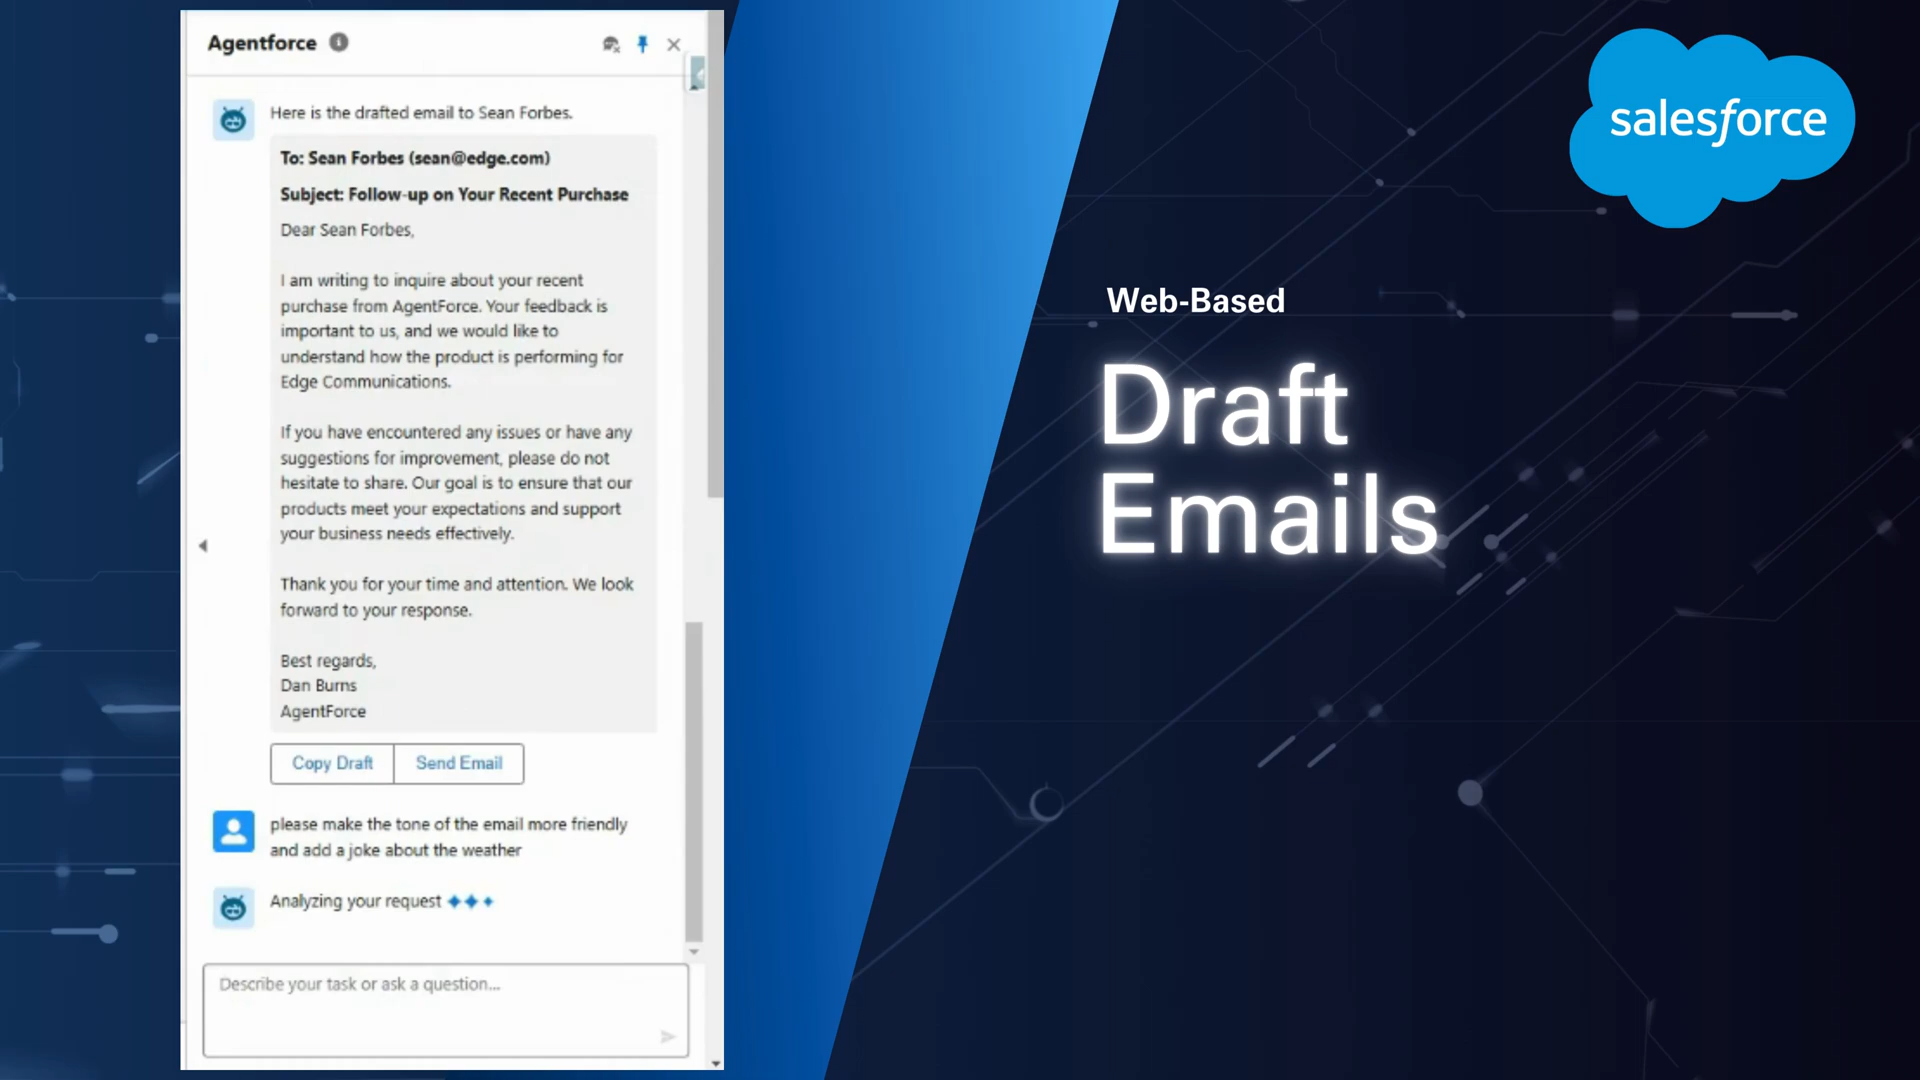 Agentforce
Here is the drafted email to Sean Forbes.
To: Sean Forbes (sean@edge.com)
Subject: Follow-up on Your Recent Purchase
Dear Sean Forbes,
I am writing to inquire about your recent
purchase from AgentForce. Your feedback is
important to us, and we would like to
understand how the product is performing for
Edge Communications.
If you have encountered any issues or have any
suggestions for improvement, please do not
hesitate to share. Our goal is to ensure that our
products meet your expectations and support
your business needs effectively.
Thank you for your time and attention. We look
forward to your response.
Best regards,
Dan Burns
AgentForce
Copy Draft
Send Email
please make the tone of the email more friendly
and add a joke about the weather
Analyzing your request
Describe your task or ask a question...
salesforce
Web-Based
Draft
Emails